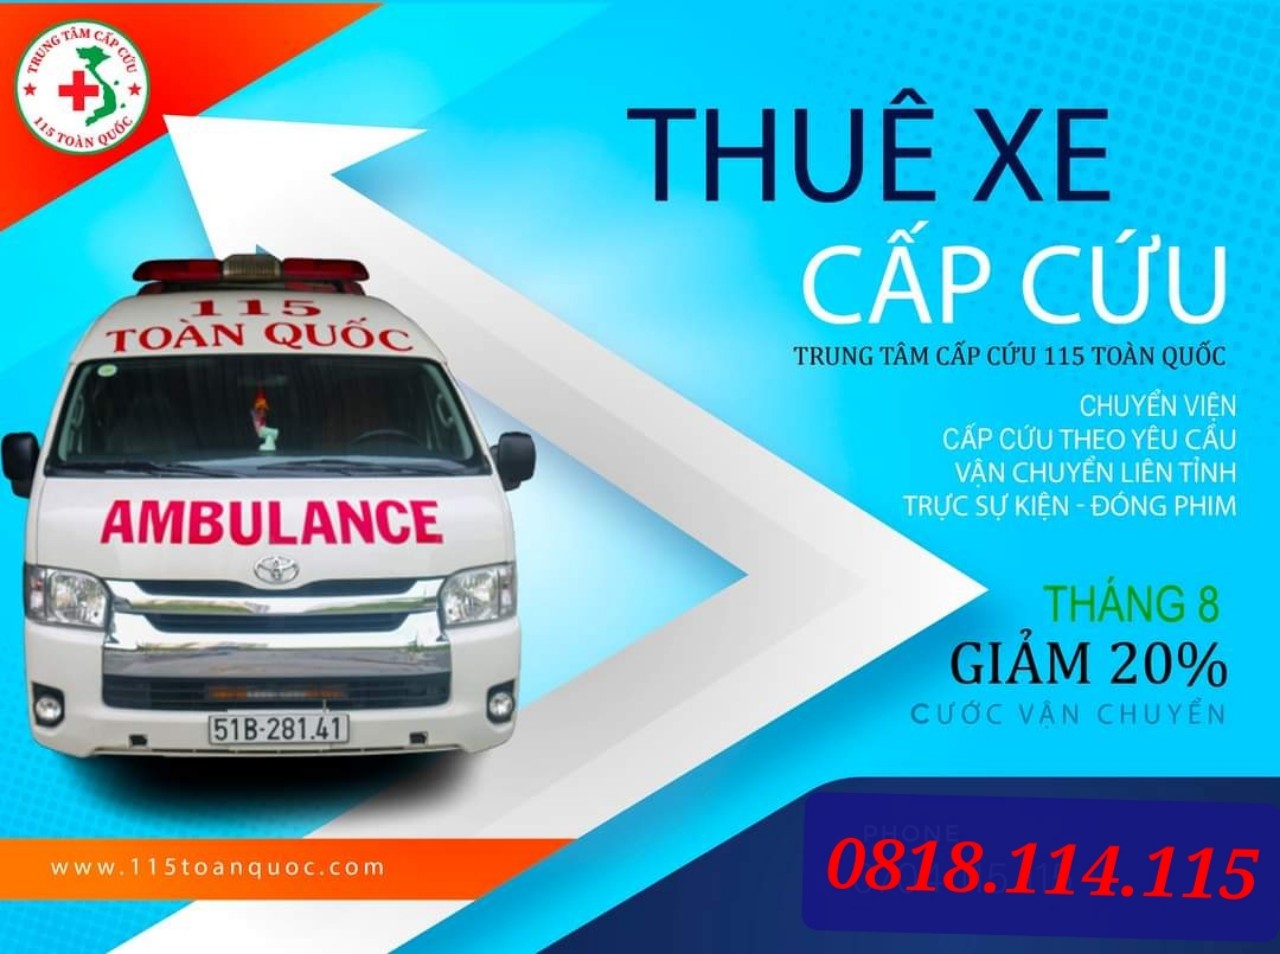 TRUNG TÂM CẤP CỨU
115 TOÀN QUỐC
THUÊ XE
CẤP CỨU
TRUNG TÂM CẤP CỨU 115 TOÀN QUỐC
CHUYỂN VIỆN
CẤP CỨU THEO YÊU CẦU
VẬN CHUYỂN LIÊN TỈNH
TRỰC SỰ KIỆN - ĐÓNG PHIM
115
TOÀN QUỐC
AMBULANCE
51B-281.41
THÁNG 8
GIẢM 20%
CƯỚC VẬN CHUYỂN
PHONE
0818.114.115
www.115toanquoc.com